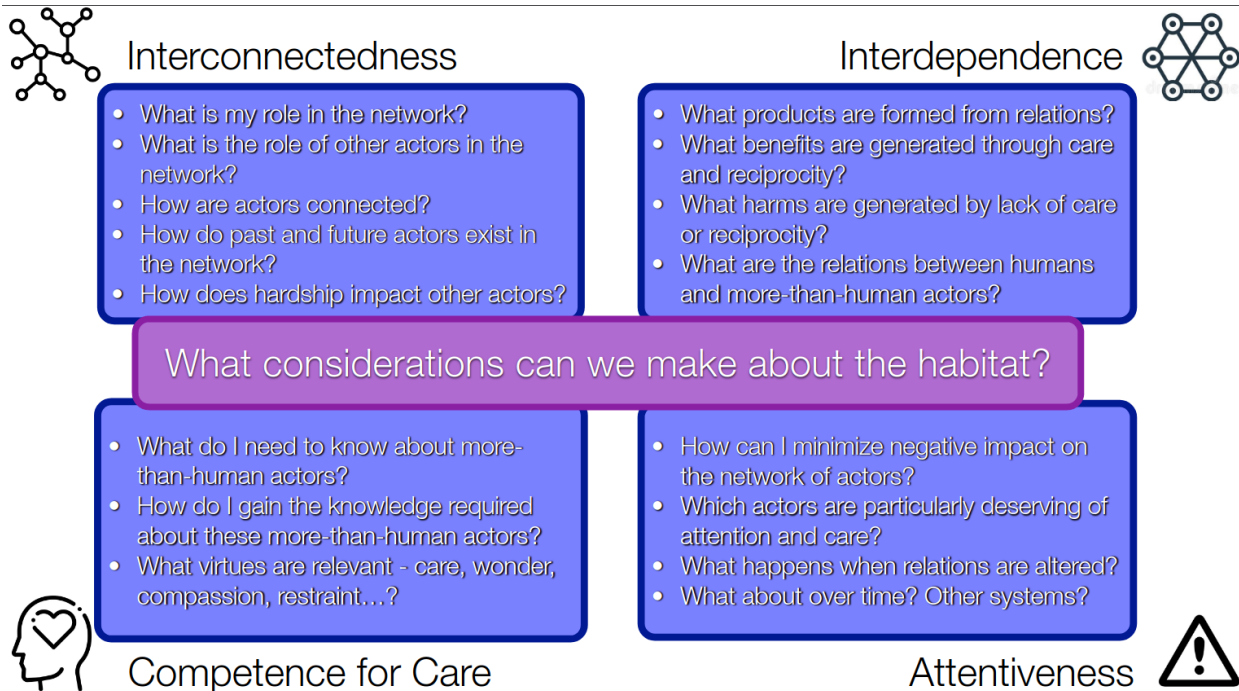 Interconnectedness
• What is my role in the network?
• What is the role of other actors in the
network?
• How are actors connected?
• How do past and future actors exist in
the network?
• How does hardship impact other actors?
Interdependence
• What products are formed from relations?
• What benefits are generated through care
and reciprocity?
• What harms are generated by lack of care
or reciprocity?
• What are the relations between humans
and more-than-human actors?
What considerations can we make about the habitat?
• What do I need to know about more-
than-human actors?
• How do I gain the knowledge required
about these more-than-human actors?
• What virtues are relevant - care, wonder,
compassion, restraint…?
Competence for Care
• How can I minimize negative impact on
the network of actors?
• Which actors are particularly deserving of
attention and care?
• What happens when relations are altered?
• What about over time? Other systems?
Attentiveness